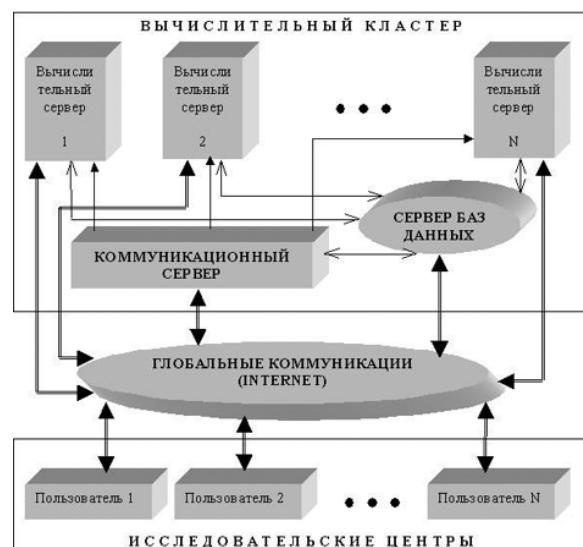 ВЫЧИСЛИТЕЛЬНЫЙ КЛАСТЕР
Вычисли
тельный
сервер
1
Вычисли
тельный
сервер
2
Вычисли
тельный
сервер
N
СЕРВЕР БАЗ
ДАННЫХ
КОММУНИКАЦИОННЫЙ
СЕРВЕР
ГЛОБАЛЬНЫЕ КОММУНИКАЦИИ
(INTERNET)
Пользователь 1
Пользователь 2
Пользователь N
ИССЛЕДОВАТЕЛЬСКИЕ ЦЕНТРЫ